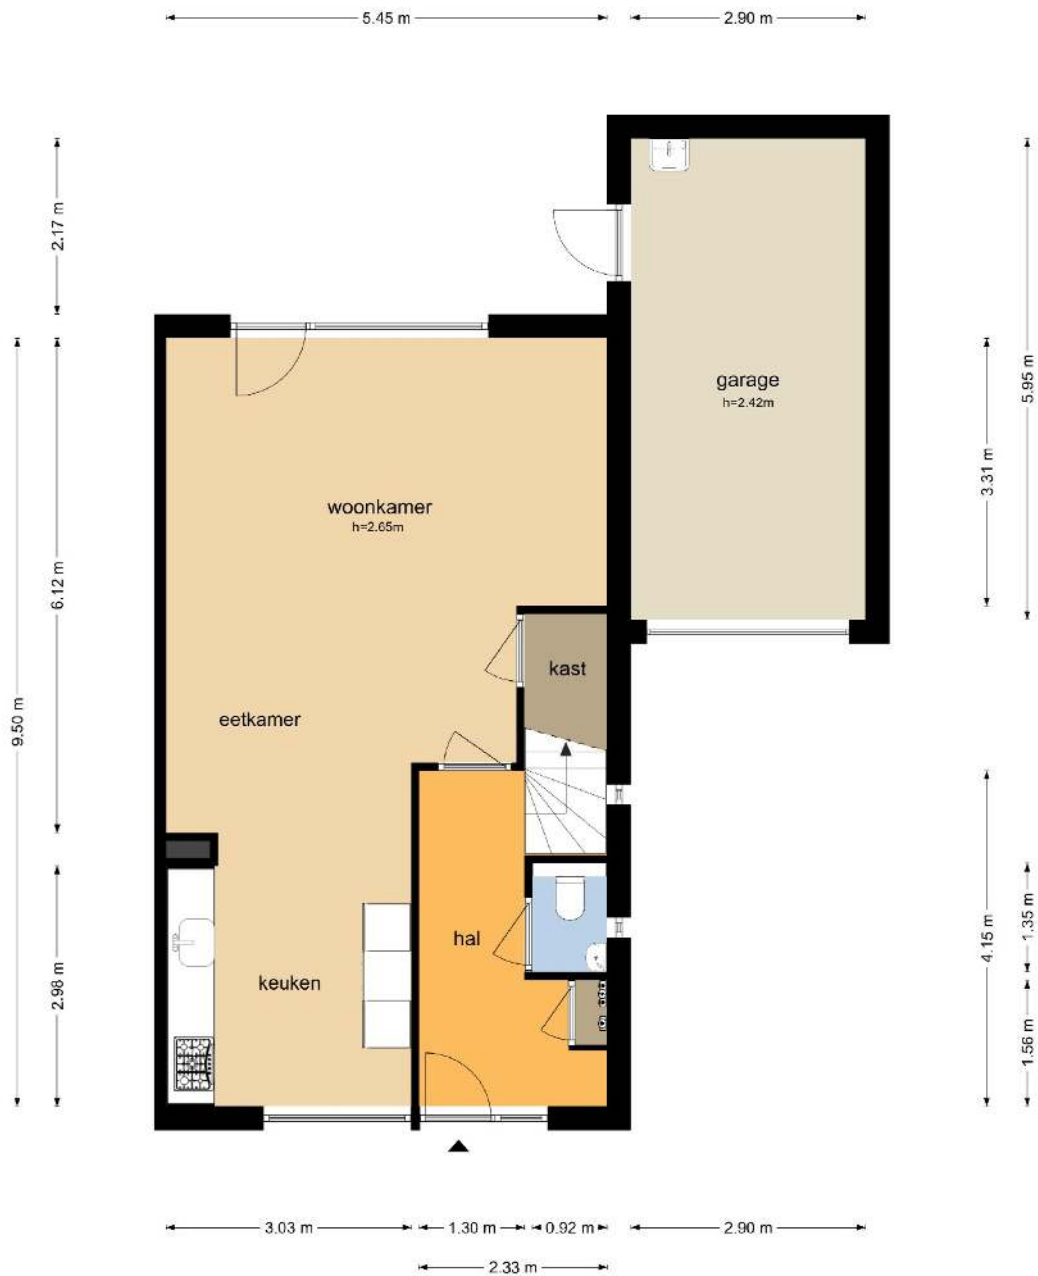 5.45 m
2.90 m
2.17 m
5.95 m
garage
h=2.42m
3.31 m
woonkamer
h=2.65m
6.12 m
kast
9.50 m
eetkamer
hal
1.35 m
4.15 m
keuken
2.98 m
1.56 m
3.03 m
1.30 m
0.92 m
2.90 m
2.33 m